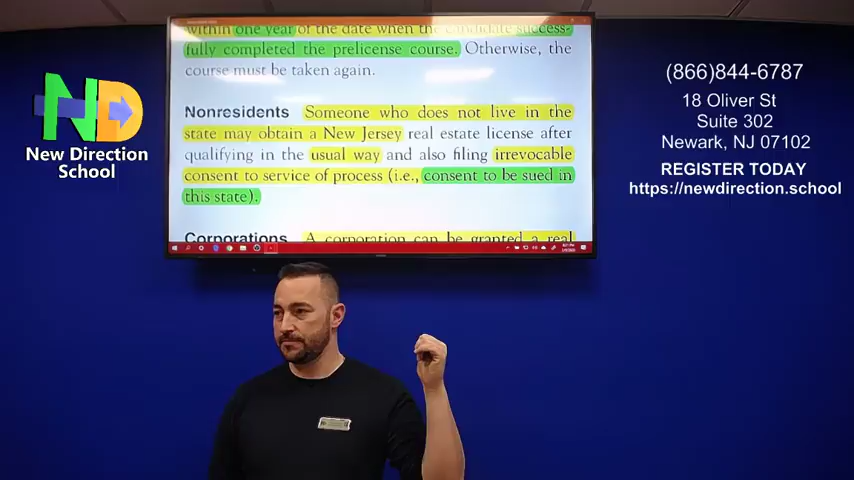 within one year of the date when the candidate success-
fully completed the prelicense course. Otherwise, the
course must be taken again.
Nonresidents Someone who does not live in the
state may obtain a New Jersey real estate license after
qualifying in the usual way and also filing irrevocable
consent to service of process (i.e., consent to be sued in
this state).
Corporations A corporation can be granted a real
ND
New Direction
School
(866)844-6787
18 Oliver St
Suite 302
Newark, NJ 07102
REGISTER TODAY
https://newdirection.school